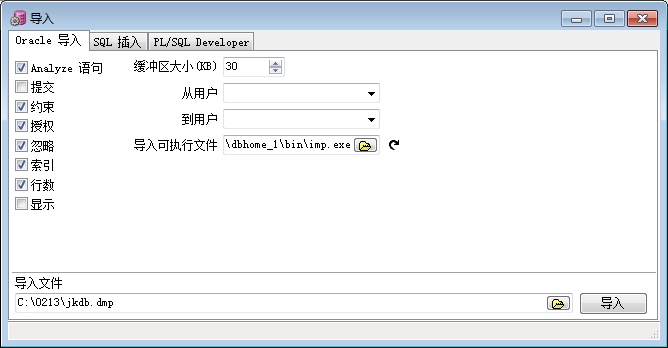 导入
Oracle 导入 SQL 插入 PL/SQL Developer
Analyze 语句
提交
约束
授权
忽略
索引
行数
显示
缓冲区大小(KB) 30
从用户
到用户
导入可执行文件 \dbhome_1\bin\imp.exe
导入文件
C:\0213\jkdb.dmp
导入